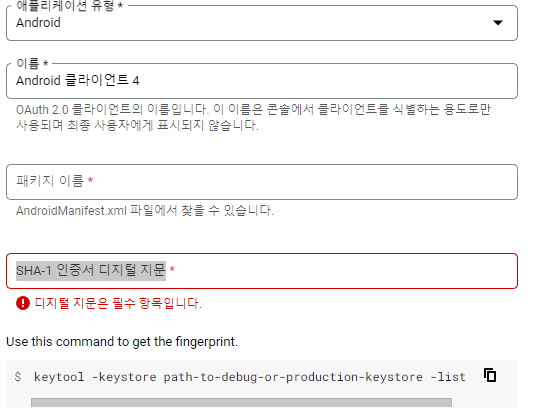 애플리케이션 유형 *
Android
이름 *
Android 클라이언트 4
OAuth 2.0 클라이언트의 이름입니다. 이 이름은 콘솔에서 클라이언트를 식별하는 용도로만
사용되며 최종 사용자에게 표시되지 않습니다.
패키지 이름 *
AndroidManifest.xml 파일에서 찾을 수 있습니다.
SHA-1 인증서 디지털 지문 *
디지털 지문은 필수 항목입니다.
Use this command to get the fingerprint.
$ keytool -keystore path-to-debug-or-production-keystore -list